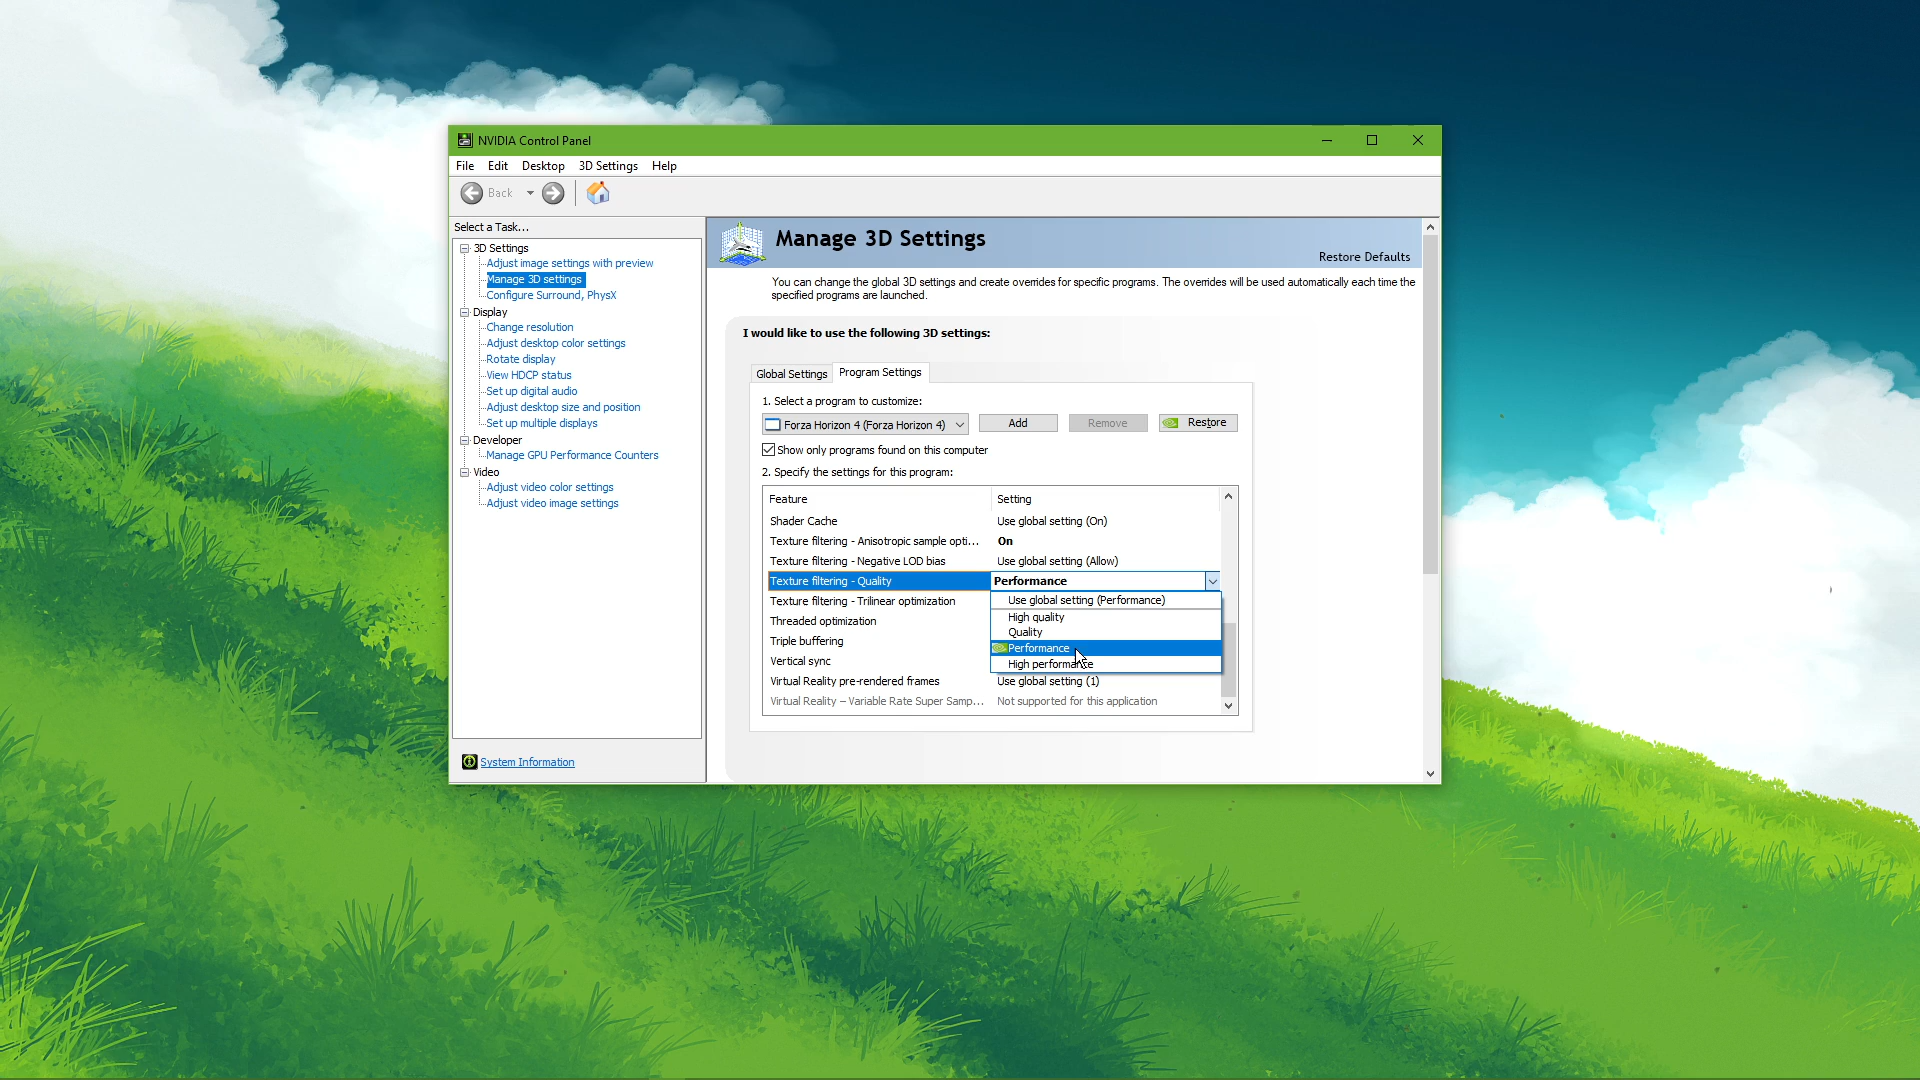 NVIDIA Control Panel
File Edit Desktop 3D Settings Help
Back
Select a Task...
3D Settings
Adjust image settings with preview
Manage 3D settings
Configure Surround, PhysX
Display
Change resolution
Adjust desktop color settings
Rotate display
View HDCP status
Set up digital audio
Adjust desktop size and position
Set up multiple displays
Developer
Manage GPU Performance Counters
Video
Adjust video color settings
Adjust video image settings
System Information
Manage 3D Settings
Restore Defaults
You can change the global 3D settings and create overrides for specific programs. The overrides will be used automatically each time the
specified programs are launched.
I would like to use the following 3D settings:
Global Settings Program Settings
1. Select a program to customize:
Forza Horizon 4 (Forza Horizon 4) Add Remove Restore
Show only programs found on this computer
2. Specify the settings for this program:
Feature Setting
Shader Cache Use global setting (On)
Texture filtering - Anisotropic sample opti... On
Texture filtering - Negative LOD bias Use global setting (Allow)
Texture filtering - Quality Performance
Texture filtering - Trilinear optimization
Threaded optimization
Triple buffering
Vertical sync
Use global setting (Performance)
High quality
Quality
Performance
High performance
Virtual Reality pre-rendered frames Use global setting (1)
Virtual Reality – Variable Rate Super Samp... Not supported for this application